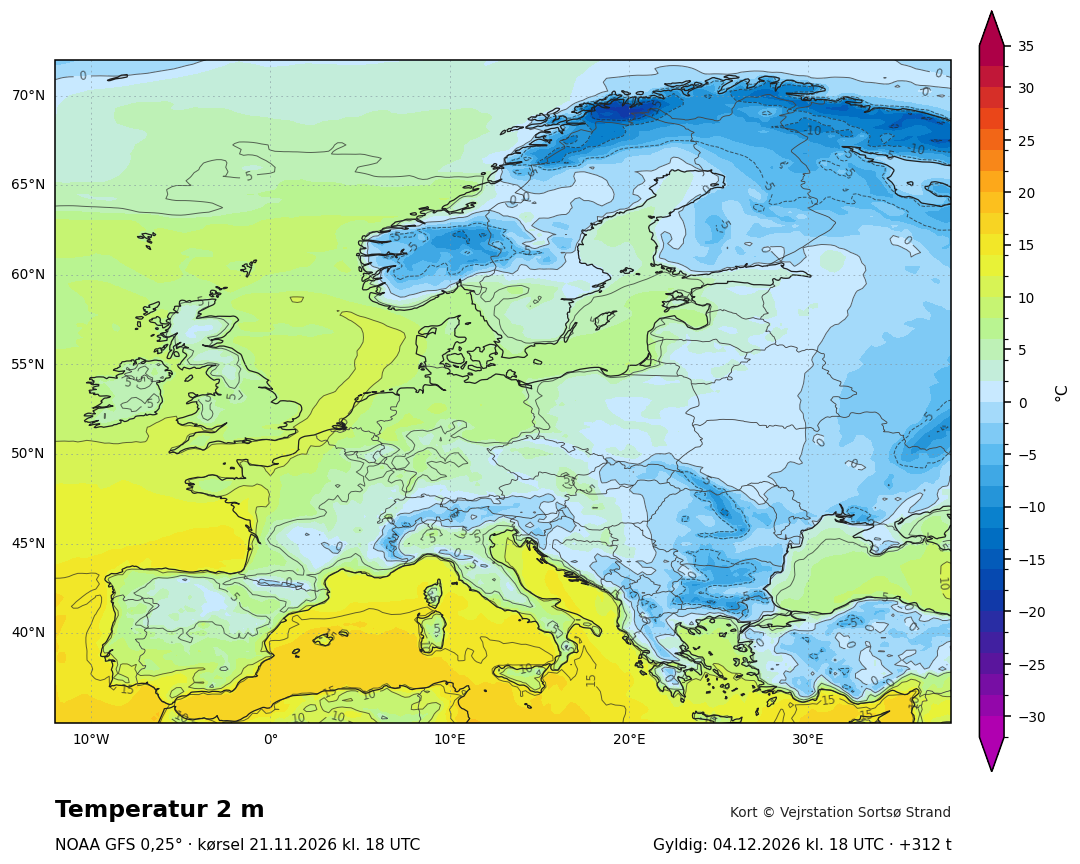 70°N
65°N
60°N
55°N
50°N
45°N
40°N
10°W 0° 10°E 20°E 30°E
35
30
25
20
15
10
5
0
−5
−10
−15
−20
−25
−30
°C
Temperatur 2 m
Kort © Vejrstation Sortsø Strand
NOAA GFS 0,25° · kørsel 21.11.2026 kl. 18 UTC
Gyldig: 04.12.2026 kl. 18 UTC · +312 t